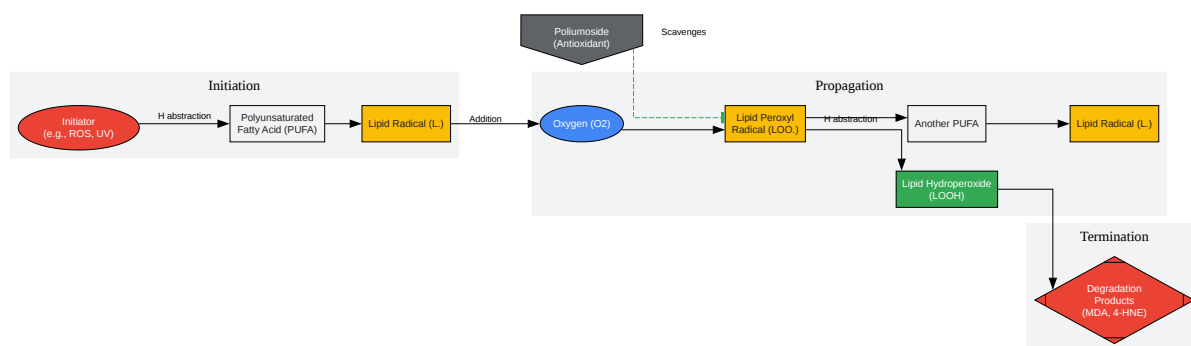 Poliumoside
(Antioxidant)
Scavenges
Initiation
Initiator
(e.g., ROS, UV)
H abstraction
Polyunsaturated
Fatty Acid (PUFA)
Lipid Radical (L.)
Addition
Propagation
Oxygen (O2)
Lipid Peroxyl
Radical (LOO.)
H abstraction
Another PUFA
Lipid Radical (L.)
Lipid Hydroperoxide
(LOOH)
Termination
Degradation
Products
(MDA, 4-HNE)